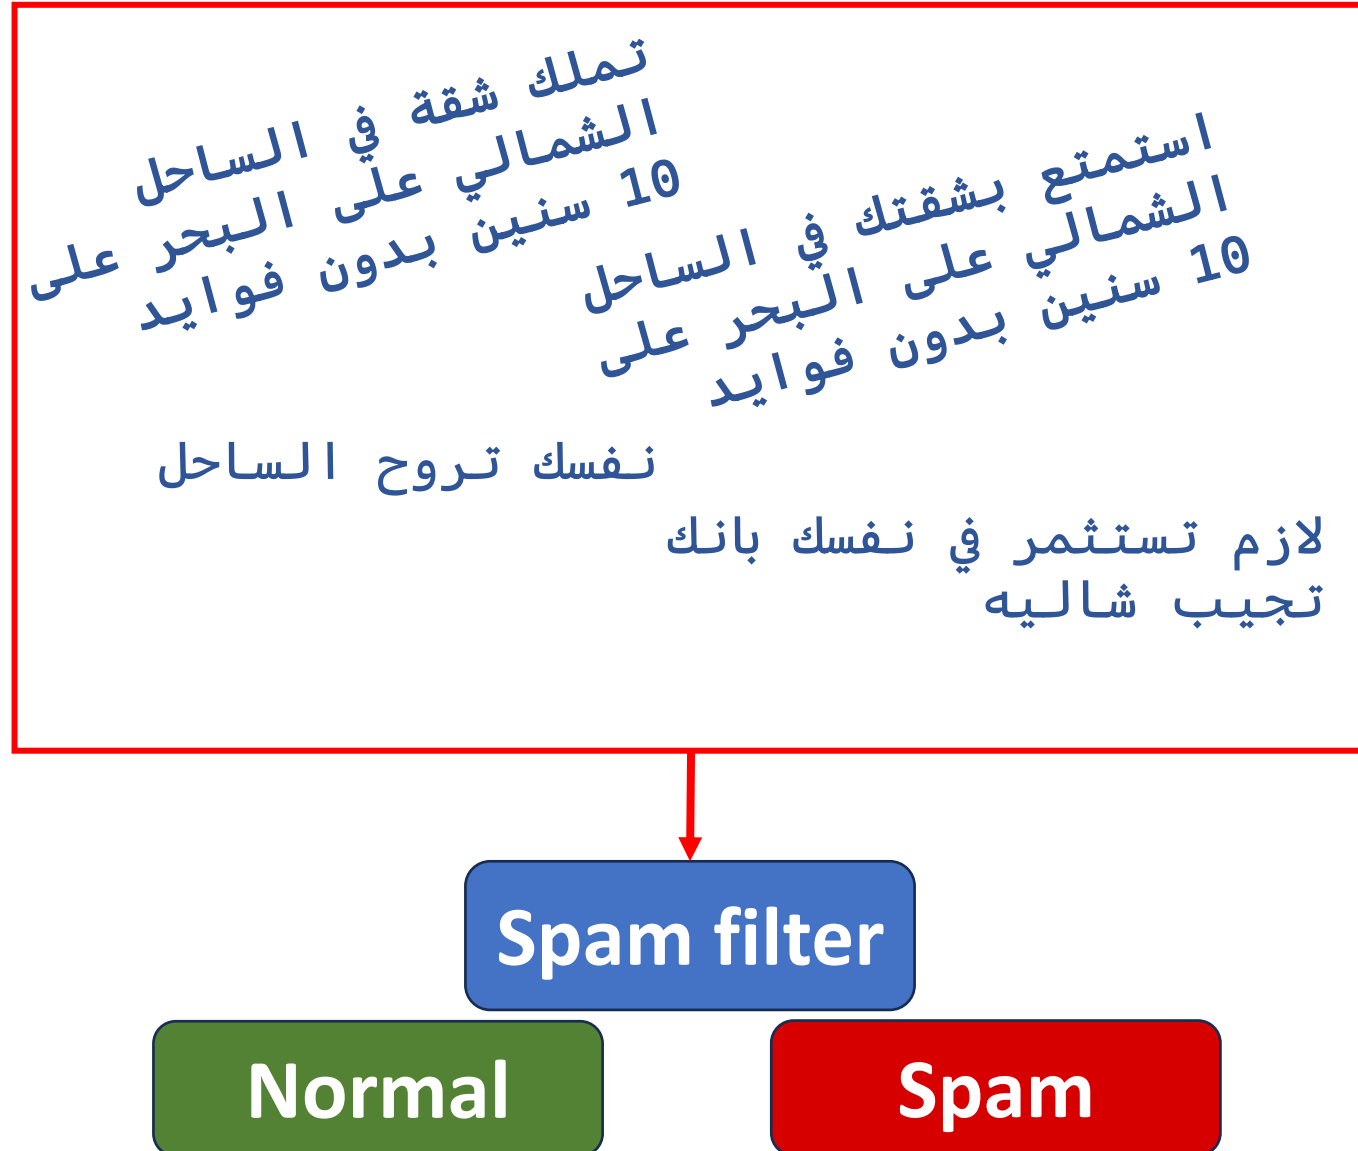 تملك شقة في الساحل
الشمالي على البحر على
10 سنين بدون فوايد
استمتع بشقتك في الساحل
الشمالي على البحر على
10 سنين بدون فوايد
نفسك تروح الساحل
لازم تستثمر في نفسك بانك
تجيب شاليه
Spam filter
Normal
Spam